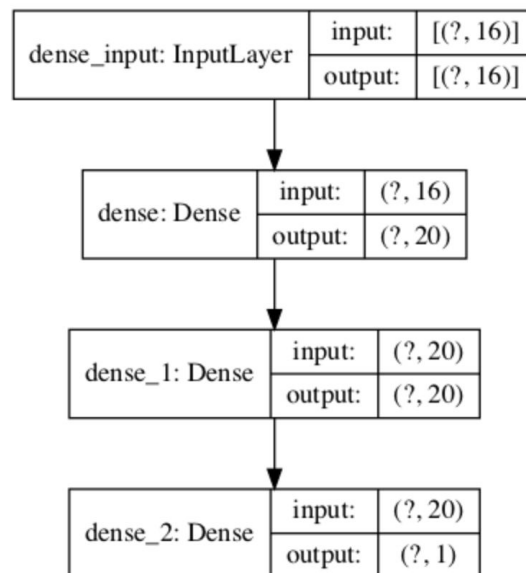 dense_input: InputLayer
input: [(?, 16)]
output: [(?, 16)]
dense: Dense
input: (?, 16)
output: (?, 20)
dense_1: Dense
input: (?, 20)
output: (?, 20)
dense_2: Dense
input: (?, 20)
output: (?, 1)